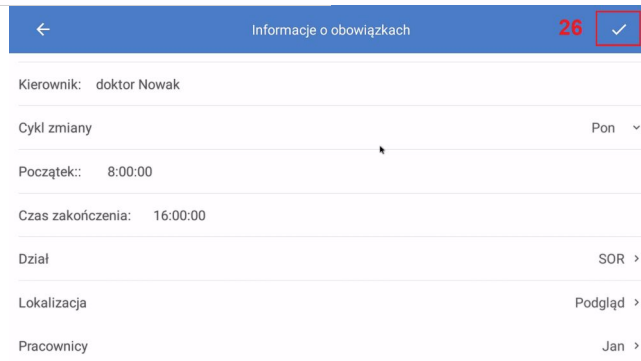 Informacje o obowiązkach 26
Kierownik: doktor Nowak
Cykl zmiany Pon
Początek:: 8:00:00
Czas zakończenia: 16:00:00
Dział SOR
Lokalizacja Podgląd
Pracownicy Jan